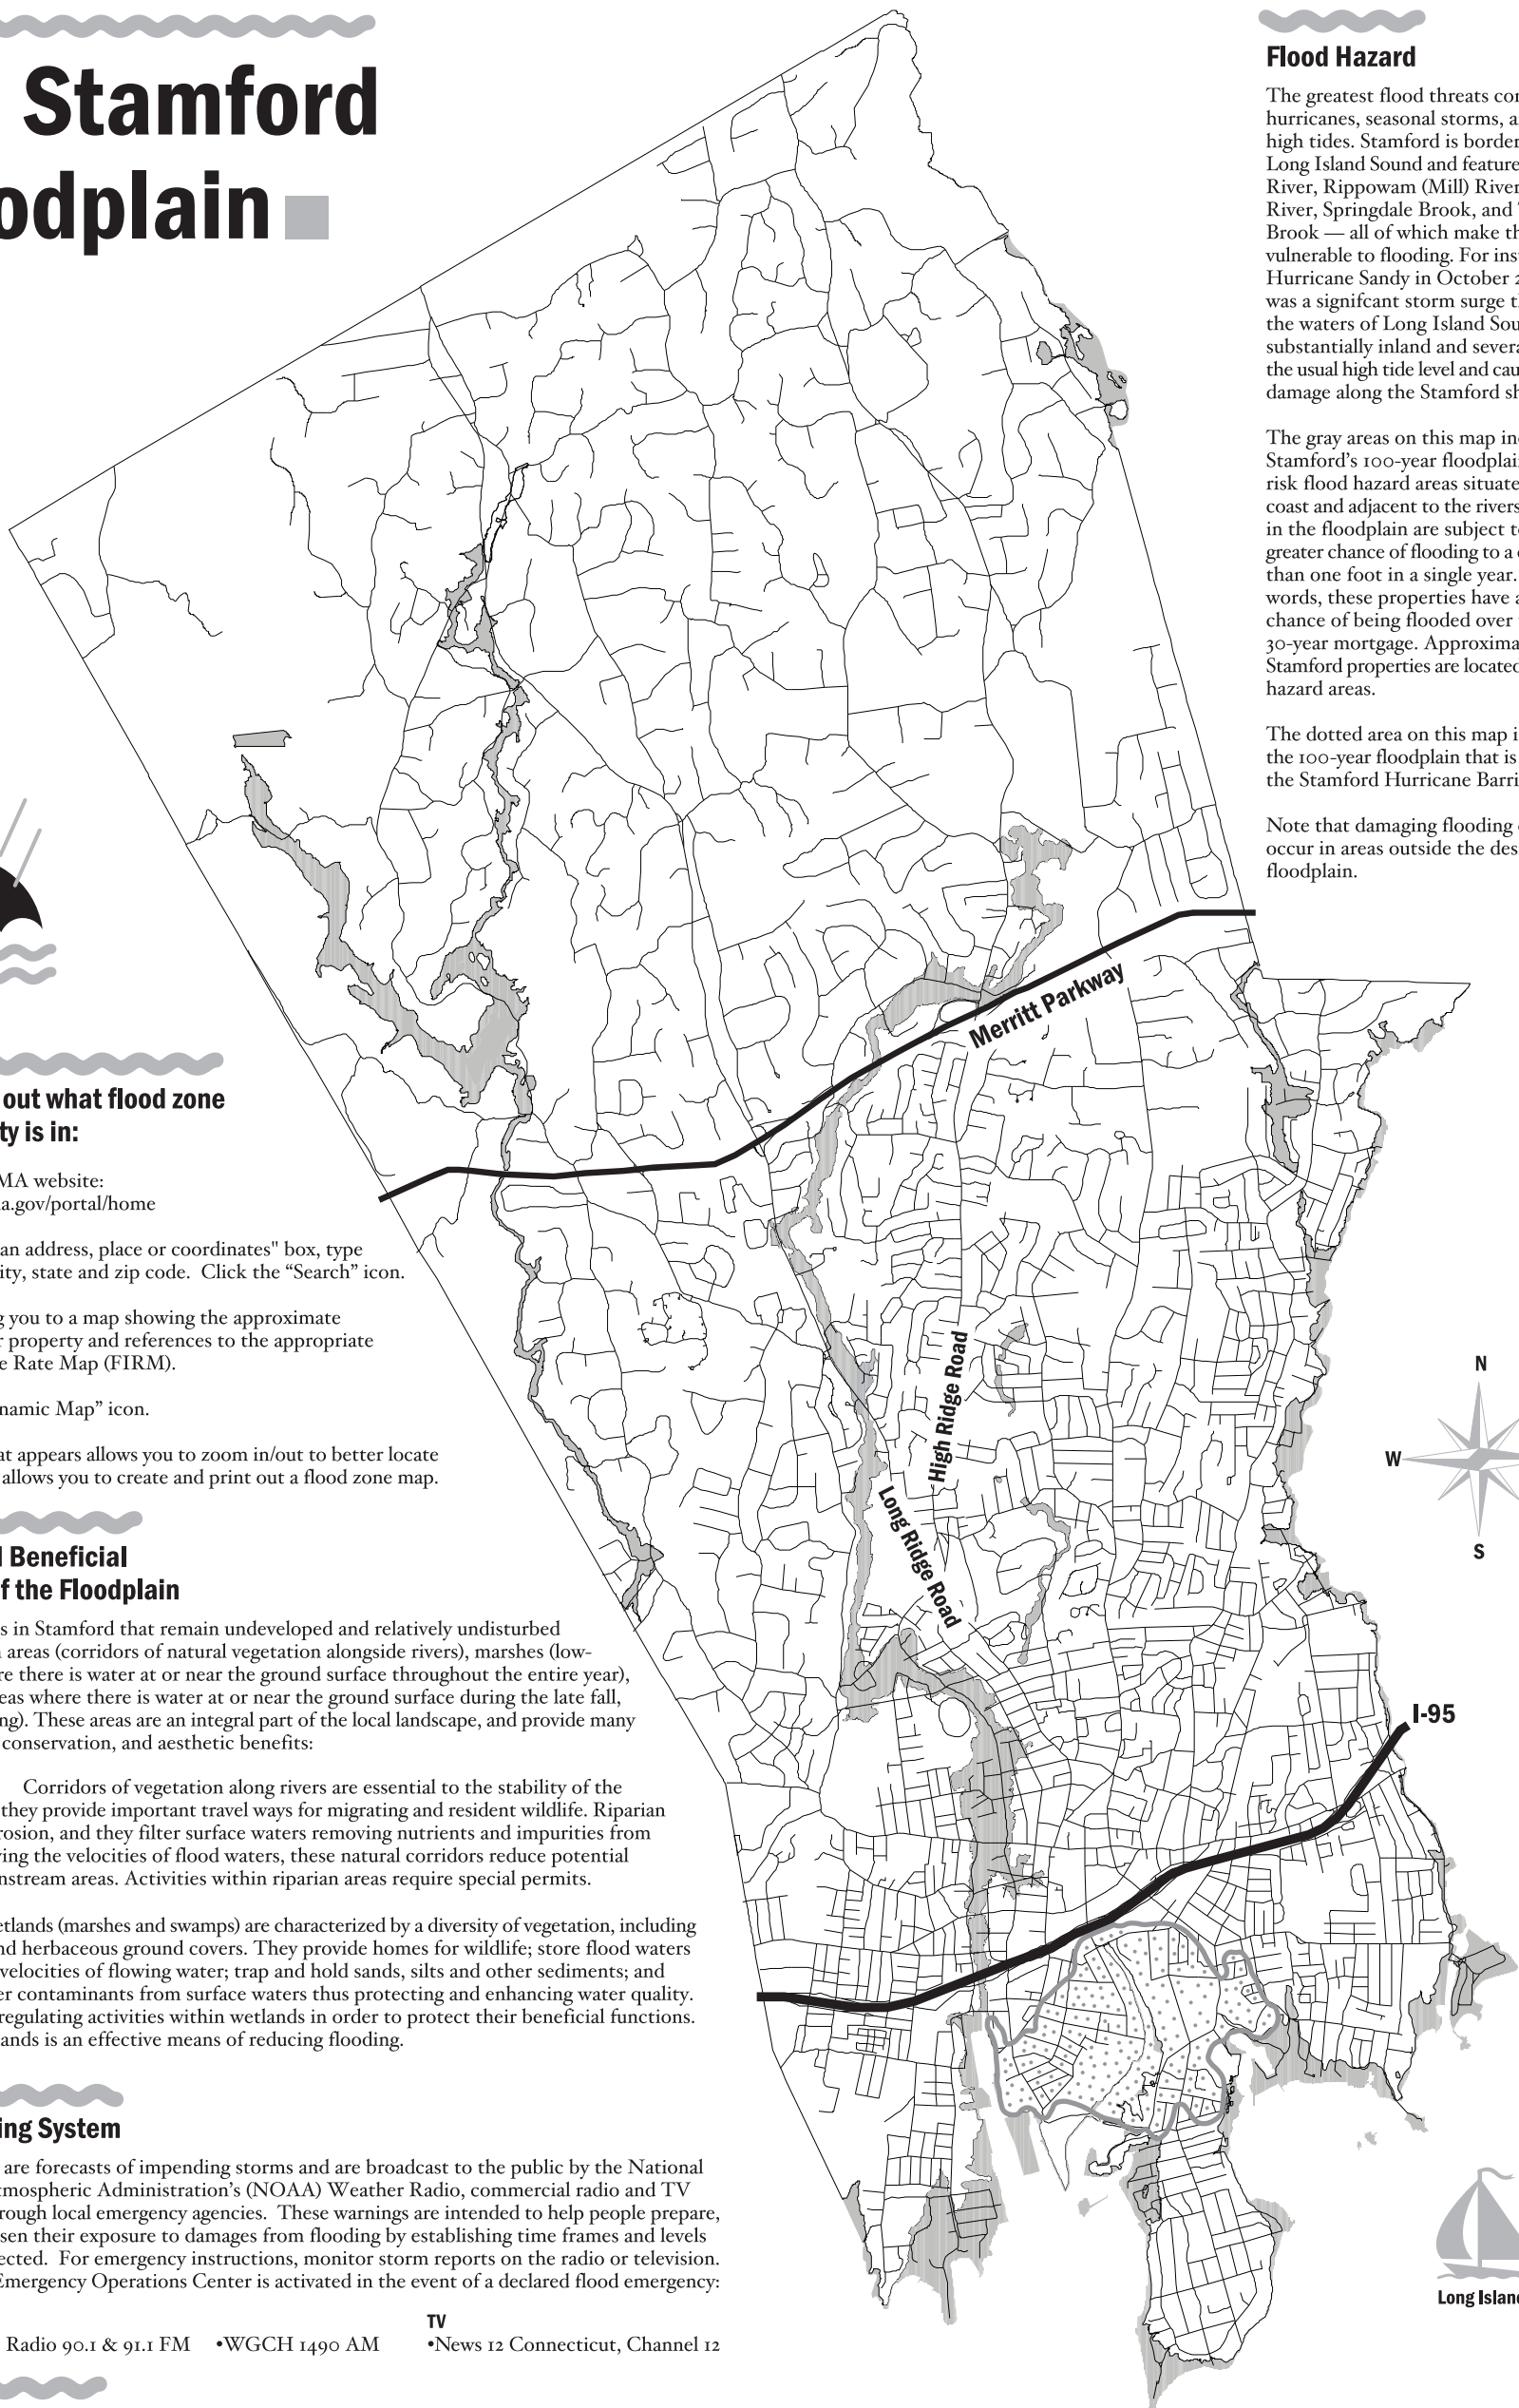 Stamford
odplain
Flood Hazard
The greatest flood threats
hurricanes, seasonal storms,
high tides. Stamford is
Long Island Sound and
River, Rippowam (Mill) River
River, Springdale Brook, and
Brook — all of which make
vulnerable to flooding. For
Hurricane Sandy in October
was a signifcant storm surge
the waters of Long Island
substantially inland and
the usual high tide level and
damage along the Stamford
The gray areas on this map
Stamford's 100-year
risk flood hazard areas
coast and adjacent to the rivers
in the floodplain are subject
greater chance of flooding to a
than one foot in a single year.
words, these properties have
chance of being flooded over
30-year mortgage.
Stamford properties are located
hazard areas.
The dotted area on this map
the 100-year floodplain that is
the Stamford Hurricane
Note that damaging flooding
occur in areas outside the
floodplain.
Merritt Parkway
out what flood zone
ty is in:
MA website:
a.gov/portal/home
an address, place or coordinates" box, type
ity, state and zip code. Click the “Search” icon.
g you to a map showing the approximate
r property and references to the appropriate
e Rate Map (FIRM).
namic Map” icon.
at appears allows you to zoom in/out to better locate
allows you to create and print out a flood zone map.
High Ridge Road
Long Ridge Road
N
W
S
Beneficial
f the Floodplain
s in Stamford that remain undeveloped and relatively undisturbed
areas (corridors of natural vegetation alongside rivers), marshes (low-
re there is water at or near the ground surface throughout the entire year),
eas where there is water at or near the ground surface during the late fall,
ng). These areas are an integral part of the local landscape, and provide many
conservation, and aesthetic benefits:
Corridors of vegetation along rivers are essential to the stability of the
they provide important travel ways for migrating and resident wildlife. Riparian
rosion, and they filter surface waters removing nutrients and impurities from
ing the velocities of flood waters, these natural corridors reduce potential
nstream areas. Activities within riparian areas require special permits.
etlands (marshes and swamps) are characterized by a diversity of vegetation, including
nd herbaceous ground covers. They provide homes for wildlife; store flood waters
velocities of flowing water; trap and hold sands, silts and other sediments; and
er contaminants from surface waters thus protecting and enhancing water quality.
regulating activities within wetlands in order to protect their beneficial functions.
ands is an effective means of reducing flooding.
I-95
ing System
are forecasts of impending storms and are broadcast to the public by the National
tmospheric Administration's (NOAA) Weather Radio, commercial radio and TV
rough local emergency agencies. These warnings are intended to help people prepare,
sen their exposure to damages from flooding by establishing time frames and levels
ected. For emergency instructions, monitor storm reports on the radio or television.
Emergency Operations Center is activated in the event of a declared flood emergency:
TV
Radio 90.1 & 91.1 FM •WGCH 1490 AM •News 12 Connecticut, Channel 12
Long Island